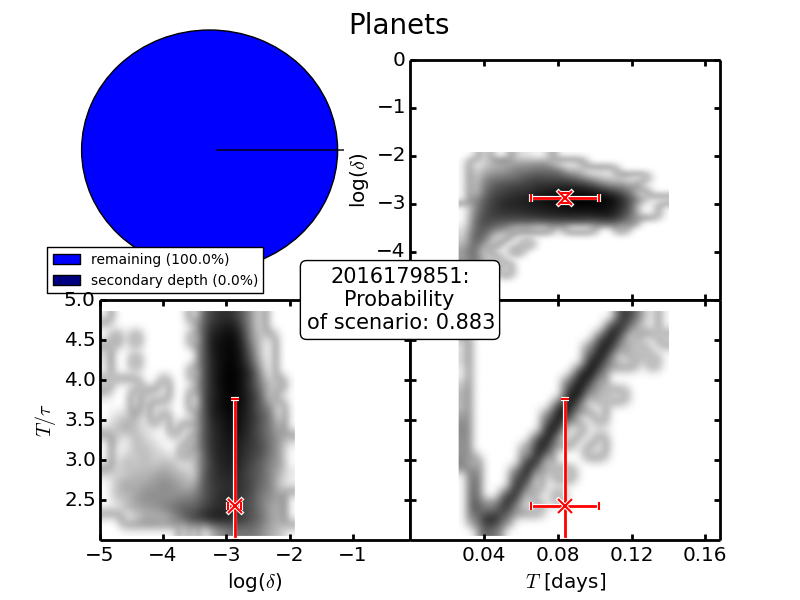 Planets
0
−1
−2
−3
−4
log(δ)
remaining (100.0%)
secondary depth (0.0%)
2016179851:
Probability
of scenario: 0.883
5.0
4.5
4.0
3.5
3.0
2.5
T/τ
−5 −4 −3 −2 −1
log(δ)
0.04 0.08 0.12 0.16
T [days]